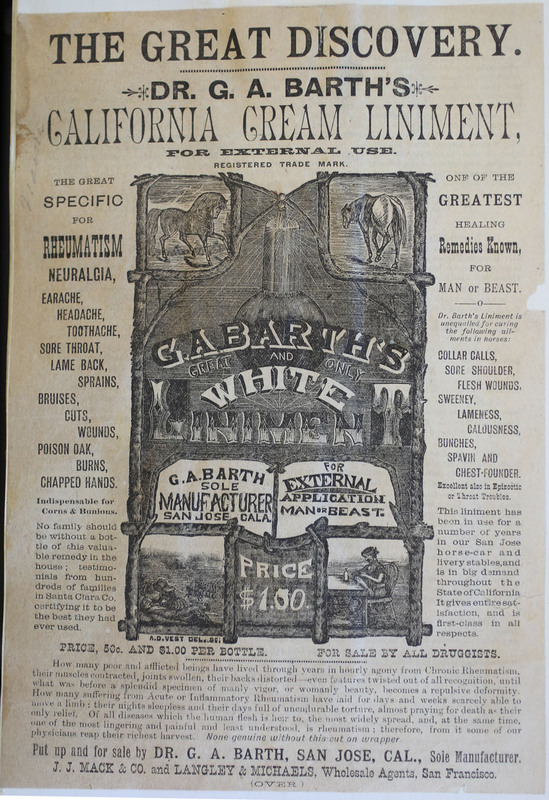 THE GREAT DISCOVERY.
DR. G. A. BARTH'S
CALIFORNIA CREAM LINIMENT,
FOR EXTERNAL USE.
REGISTERED TRADE MARK.
THE GREAT
SPECIFIC
FOR
RHEUMATISM
NEURALGIA,
EARACHE,
HEADACHE,
TOOTHACHE,
SORE THROAT,
LAME BACK,
SPRAINS,
BRUISES,
CUTS,
WOUNDS,
POISON OAK,
BURNS,
CHAPPED HANDS.
Indispensable for
Corns & Bunions.
No family should
be without a bot-
tle of this valua-
ble remedy in the
house; testimo-
nials from hun-
dreds of families
in Santa Clara Co.
certifying it to be
the best they had
ever used.
G.A.BARTH'S
GREAT AND ONLY
WHITE
LINIMENT
G.A.BARTH
SOLE
MANUFACTURER
SAN JOSE, CALA.
FOR
EXTERNAL
APPLICATION
MAN OR BEAST.
PRICE
$1.50
A.D.VEST DEL. SC.
ONE OF THE
GREATEST
HEALING
Remedies Known,
FOR
MAN or BEAST.
Dr. Barth's Liniment is
unequalled for curing
the following ail-
ments in horses:
COLLAR CALLS,
SORE SHOULDER,
FLESH WOUNDS,
SWEENEY,
LAMENESS,
CALOUSNESS,
BUNCHES,
SPAVIN AND
CHEST-FOUNDER.
Excellent also in Epizootic
or Throat Troubles.
This liniment has
been in use for a
number of years
in our San Jose
horse-car and
livery stables, and
is in big demand
throughout the
State of California
It gives entire sat-
isfaction, and is
first-class in all
respects.
PRICE, 50c. AND $1.00 PER BOTTLE. FOR SALE BY ALL DRUGGISTS.
How many poor and afflicted beings have lived through years in hourly agony from Chronic Rheumatism,
their muscles contracted, joints swollen, their backs distorted—even features twisted out of all recognition, until
what was before a splendid specimen of manly vigor, or womanly beauty, becomes a repulsive deformity.
How many suffering from Acute or Inflammatory Rheumatism have laid for days and weeks scarcely able to
move a limb; their nights sleepless and their days full of unendurable torture, almost praying for death as their
only relief. Of all diseases which the human flesh is heir to, the most widely spread, and, at the same time,
one of the most lingering and painful and least understood, is rheumatism; therefore, from it some of our
physicians reap their richest harvest. None genuine without this cut on wrapper.
Put up and for sale by DR. G. A. BARTH, SAN JOSE, CAL., Sole Manufacturer.
J. J. MACK & CO. and LANGLEY & MICHAELS, Wholesale Agents, San Francisco.
(OVER)